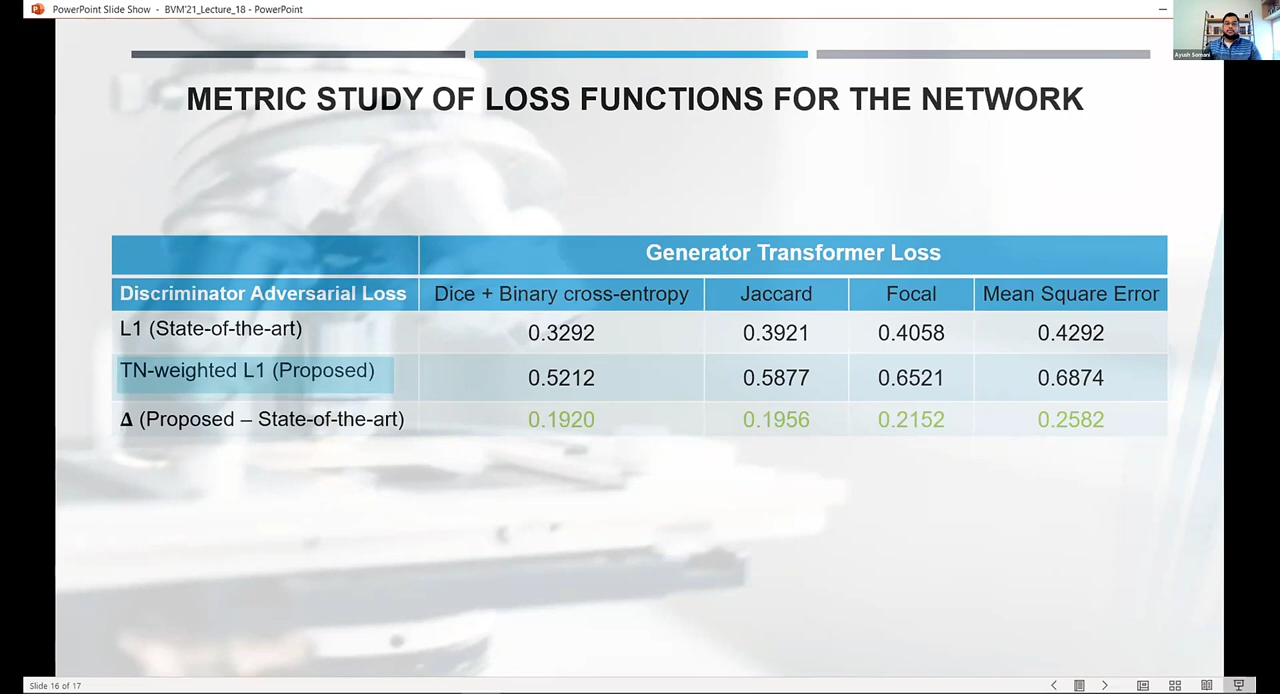 PowerPoint Slide Show - BVM'21_Lecture_18 - PowerPoint
Ayush Somani
METRIC STUDY OF LOSS FUNCTIONS FOR THE NETWORK
Generator Transformer Loss
Discriminator Adversarial Loss Dice + Binary cross-entropy Jaccard Focal Mean Square Error
L1 (State-of-the-art) 0.3292 0.3921 0.4058 0.4292
TN-weighted L1 (Proposed) 0.5212 0.5877 0.6521 0.6874
Δ (Proposed – State-of-the-art) 0.1920 0.1956 0.2152 0.2582
Slide 16 of 17